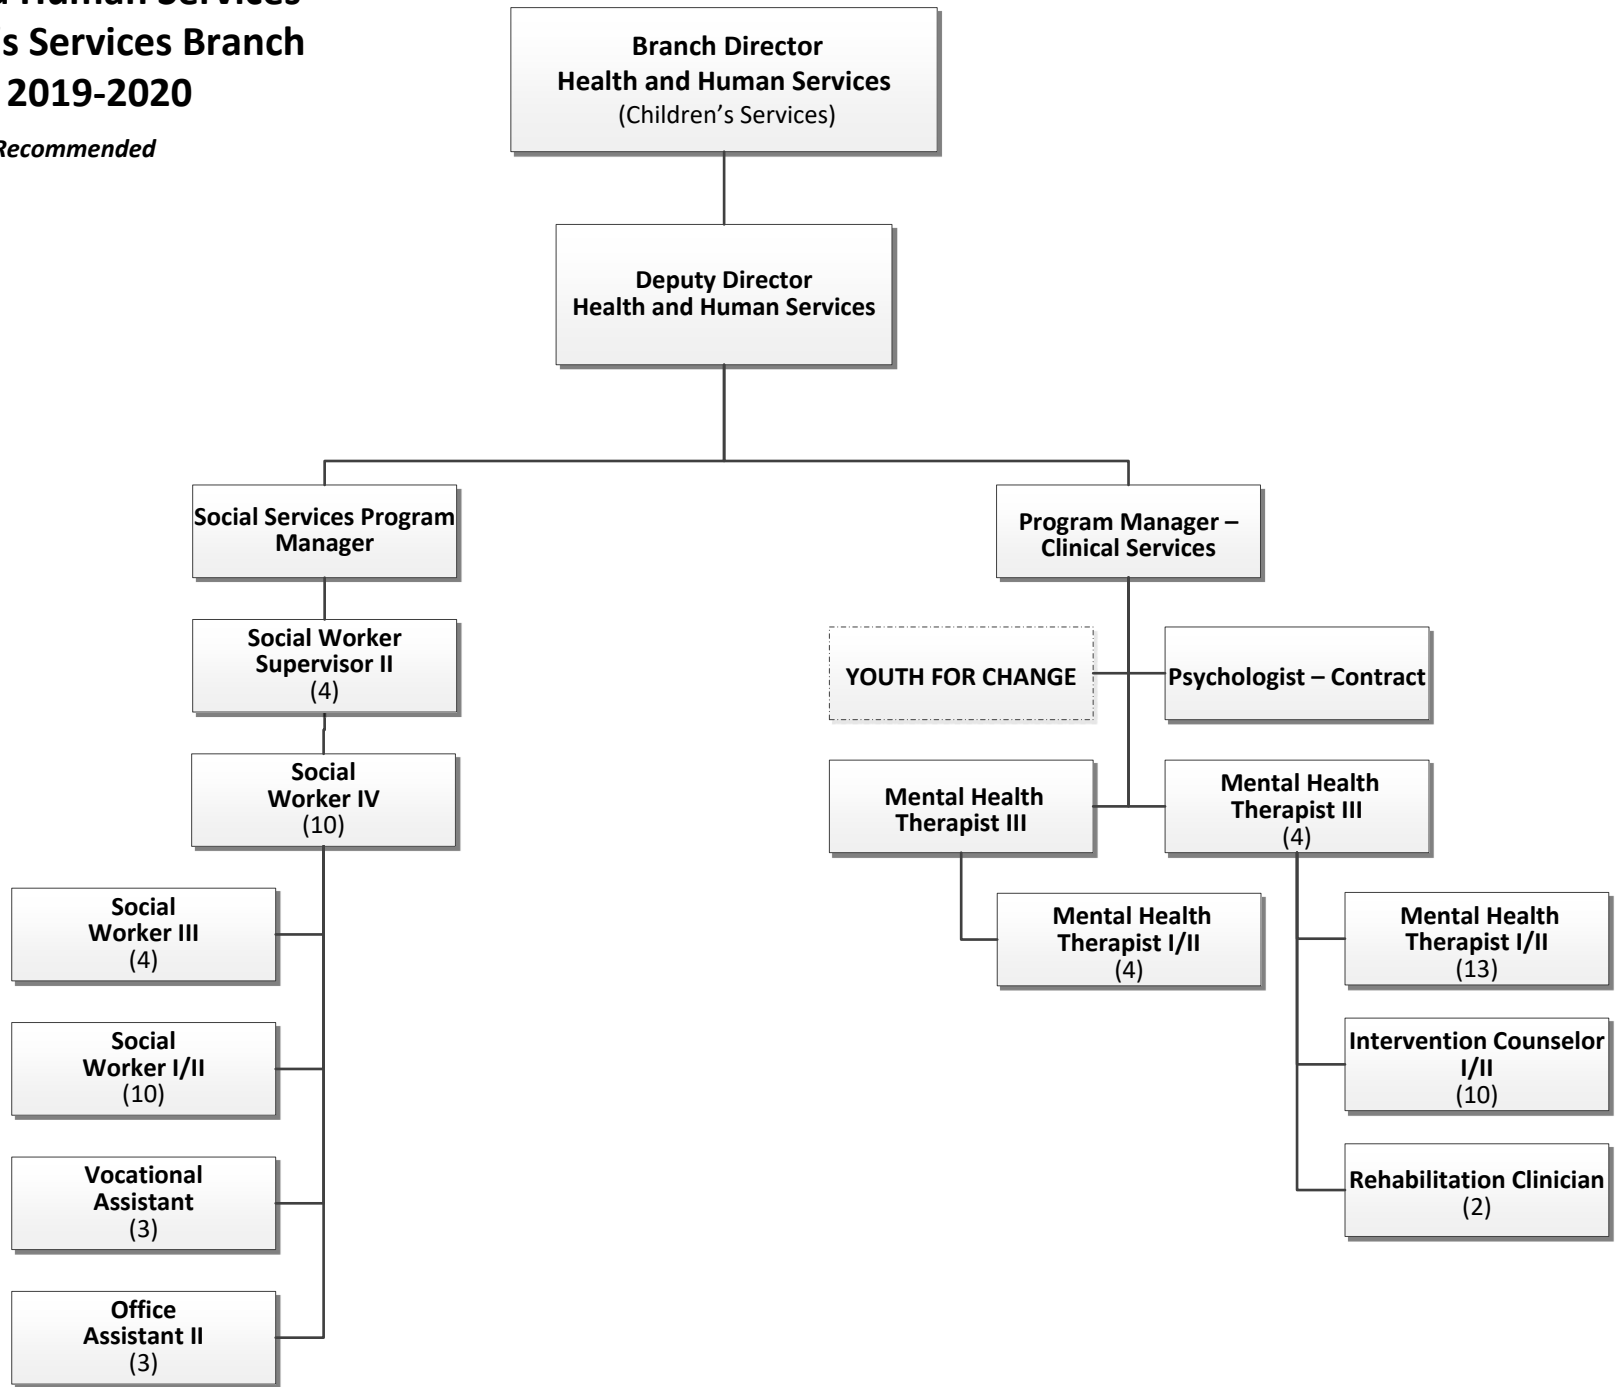 Human Services
s Services Branch
2019-2020
Recommended
Branch Director
Health and Human Services
(Children’s Services)
Deputy Director
Health and Human Services
Social Services Program
Manager
Program Manager –
Clinical Services
Social Worker
Supervisor II
(4)
YOUTH FOR CHANGE
Psychologist – Contract
Social
Worker IV
(10)
Mental Health
Therapist III
Mental Health
Therapist III
(4)
Social
Worker III
(4)
Mental Health
Therapist I/II
(4)
Mental Health
Therapist I/II
(13)
Social
Worker I/II
(10)
Intervention Counselor
I/II
(10)
Vocational
Assistant
(3)
Rehabilitation Clinician
(2)
Office
Assistant II
(3)